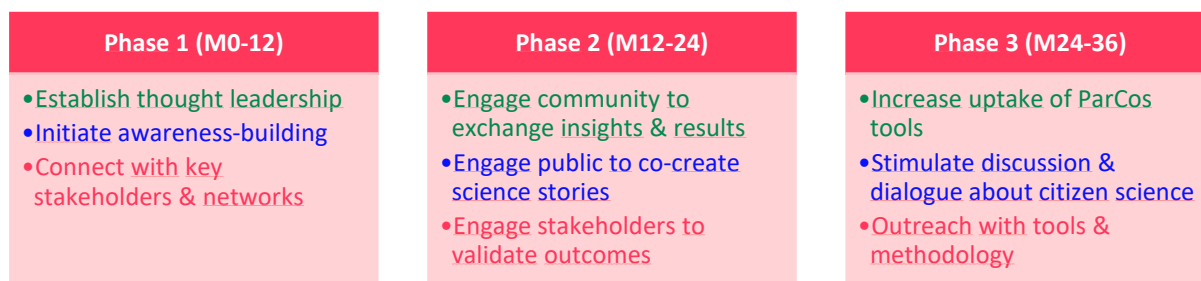 Phase 1 (M0-12)
•Establish thought leadership
•Initiate awareness-building
•Connect with key
stakeholders & networks
Phase 2 (M12-24)
•Engage community to
exchange insights & results
•Engage public to co-create
science stories
•Engage stakeholders to
validate outcomes
Phase 3 (M24-36)
•Increase uptake of ParCos
tools
•Stimulate discussion &
dialogue about citizen science
•Outreach with tools &
methodology